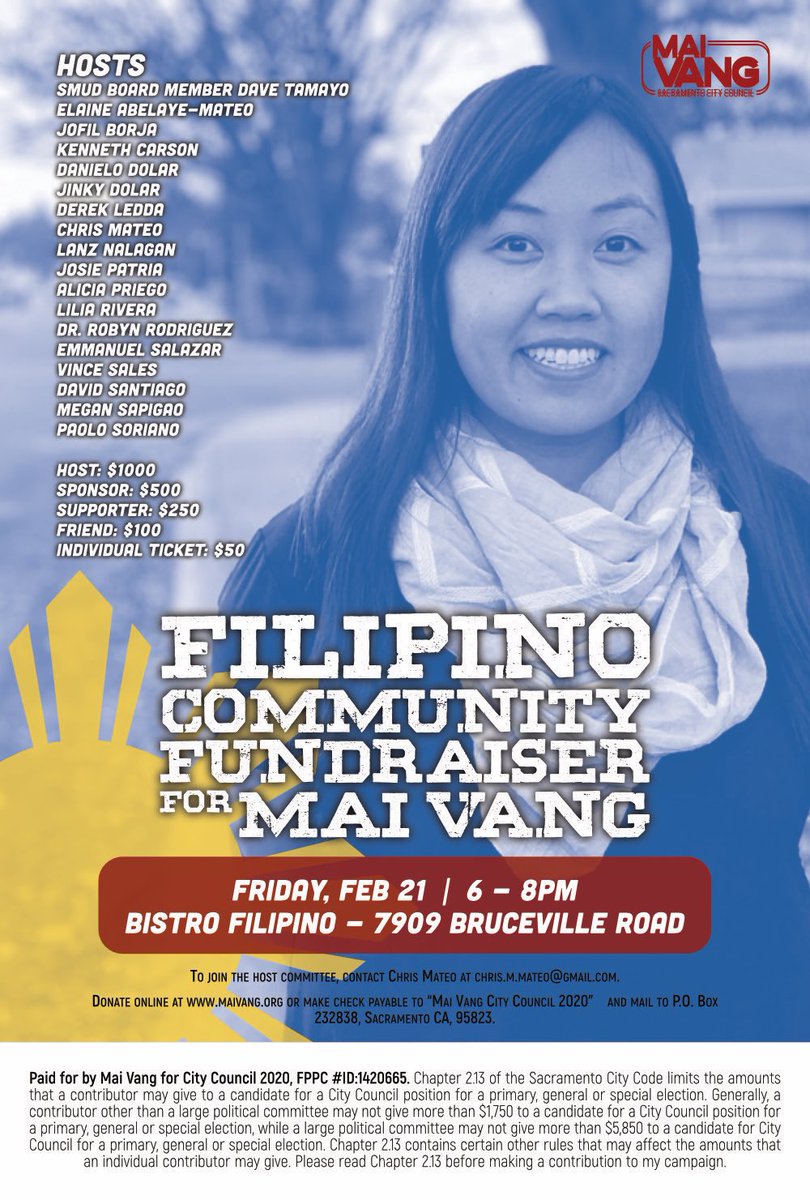 MAI
VANG
SACRAMENTO CITY COUNCIL
HOSTS
SMUD BOARD MEMBER DAVE TAMAYO
ELAINE ABELAYE-MATEO
JOFIL BORJA
KENNETH CARSON
DANIELO DOLAR
JINKY DOLAR
DEREK LEDDA
CHRIS MATEO
LANZ NALAGAN
JOSIE PATRIA
ALICIA PRIEGO
LILIA RIVERA
DR. ROBYN RODRIGUEZ
EMMANUEL SALAZAR
VINCE SALES
DAVID SANTIAGO
MEGAN SAPIGAO
PAOLO SORIANO
HOST: $1000
SPONSOR: $500
SUPPORTER: $250
FRIEND: $100
INDIVIDUAL TICKET: $50
FILIPINO
COMMUNITY
FUNDRAISER
FOR MAI VANG
FRIDAY, FEB 21 | 6 – 8PM
BISTRO FILIPINO – 7909 BRUCEVILLE ROAD
To join the host committee, contact Chris Mateo at chris.m.mateo@gmail.com.
Donate online at www.maivang.org or make check payable to “Mai Vang City Council 2020” and mail to P.O. Box
232838, Sacramento CA, 95823.
Paid for by Mai Vang for City Council 2020, FPPC #ID:1420665. Chapter 2.13 of the Sacramento City Code limits the amounts
that a contributor may give to a candidate for a City Council position for a primary, general or special election. Generally, a
contributor other than a large political committee may not give more than $1,750 to a candidate for a City Council position for
a primary, general or special election, while a large political committee may not give more than $5,850 to a candidate for City
Council for a primary, general or special election. Chapter 2.13 contains certain other rules that may affect the amounts that
an individual contributor may give. Please read Chapter 2.13 before making a contribution to my campaign.